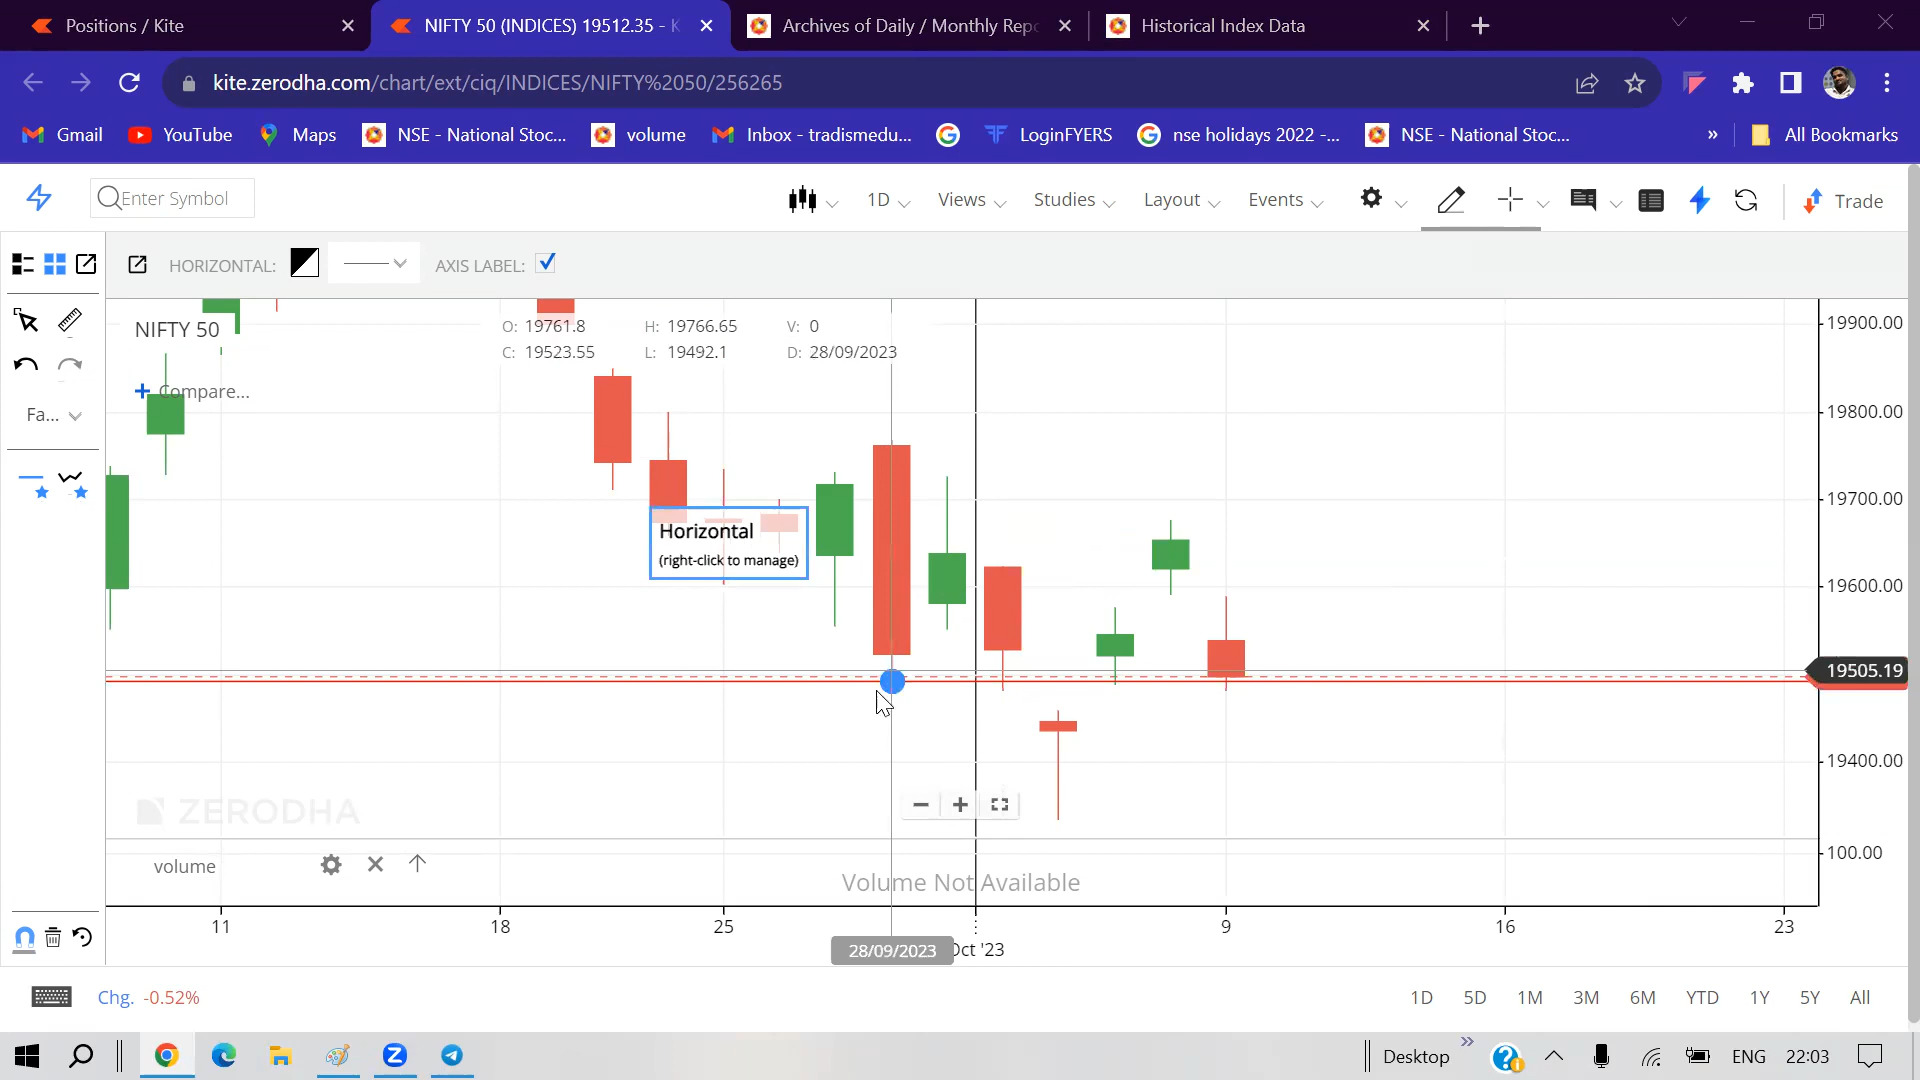 Positions / Kite
NIFTY 50 (INDICES) 19512.35 - K
Archives of Daily / Monthly Repo
Historical Index Data
kite.zerodha.com/chart/ext/ciq/INDICES/NIFTY%2050/256265
Gmail YouTube Maps NSE - National Stoc... volume Inbox - tradismedu... LoginFYERS nse holidays 2022 -... NSE - National Stoc... » All Bookmarks
Enter Symbol 1D Views Studies Layout Events Trade
HORIZONTAL: AXIS LABEL:
NIFTY 50
O: 19761.8 H: 19766.65 V: 0
C: 19523.55 L: 19492.1 D: 28/09/2023
Compare...
Fa...
Horizontal
(right-click to manage)
19900.00
19800.00
19700.00
19600.00
19505.19
19400.00
ZERODHA
volume
100.00
Volume Not Available
11 18 25 9 16 23
28/09/2023 Oct '23
Chg. -0.52% 1D 5D 1M 3M 6M YTD 1Y 5Y All
Desktop » ENG 22:03